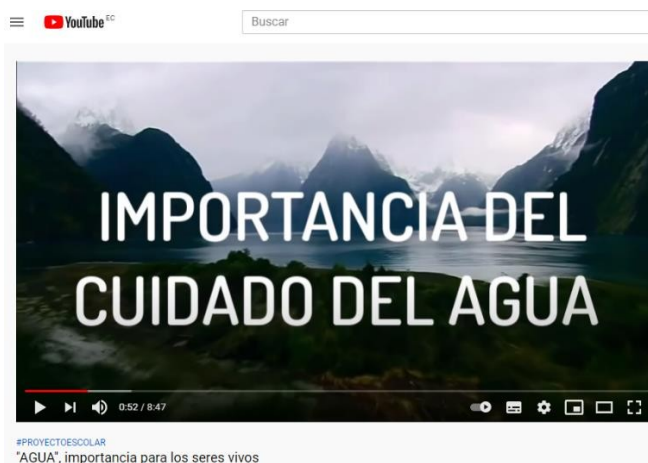 YouTube EC
Buscar
IMPORTANCIA DEL
CUIDADO DEL AGUA
0:52 / 8:47
#PROYECTOESCOLAR
"AGUA", importancia para los seres vivos